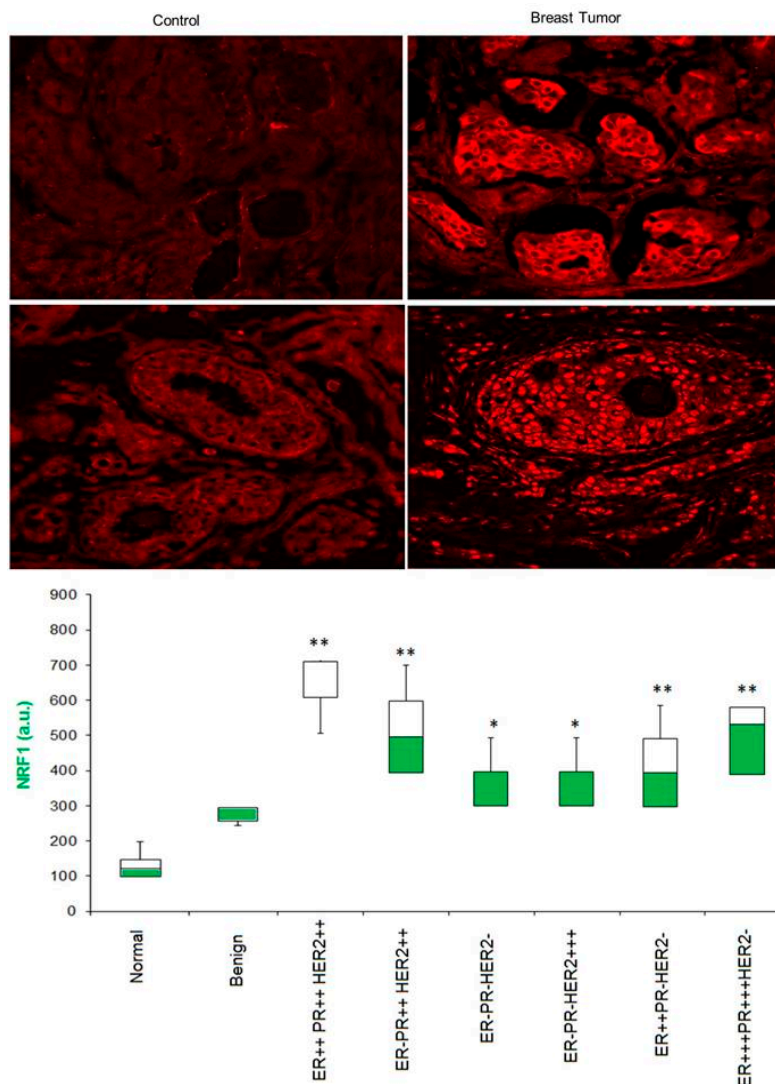 Control
Breast Tumor
900
800
700
600
500
400
300
200
100
0
NRF1 (a.u.)
**
**
*
*
**
**
Normal
Benign
ER++ PR++ HER2++
ER-PR++ HER2++
ER-PR-HER2-
ER-PR-HER2+++
ER++PR-HER2-
ER+++PR+++HER2-